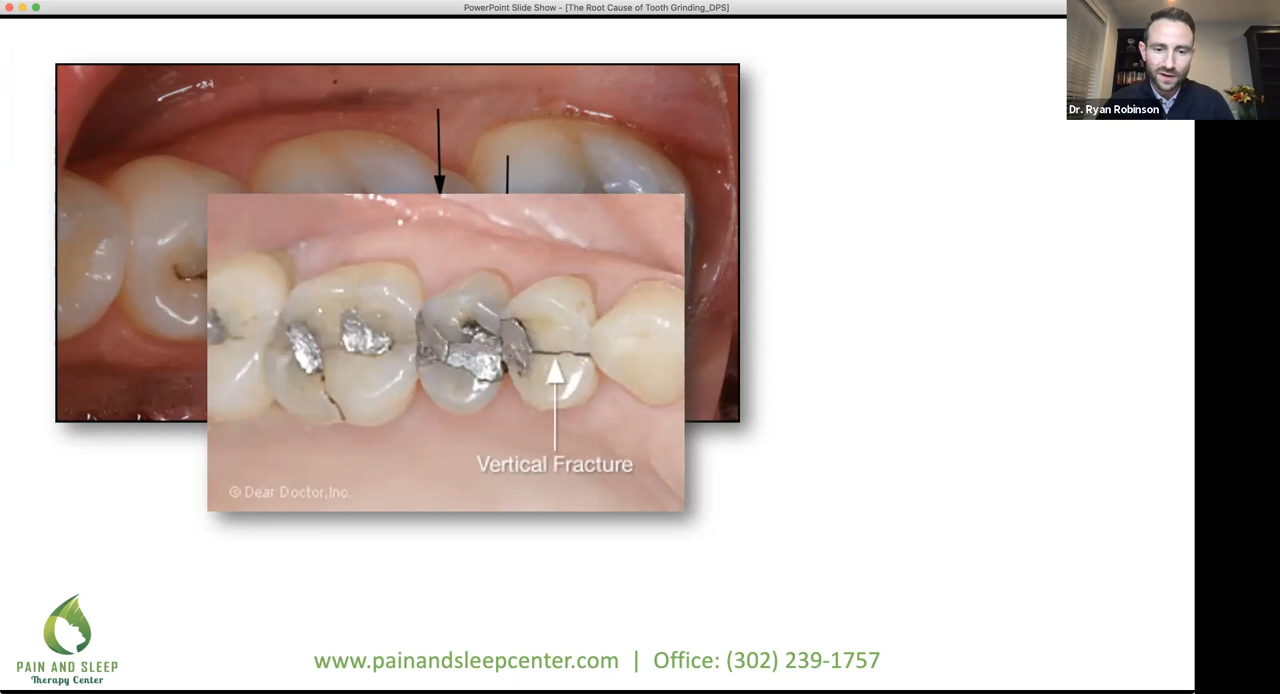 PowerPoint Slide Show - [The Root Cause of Tooth Grinding_DPS]
Dr. Ryan Robinson
Vertical Fracture
© Dear Doctor,Inc.
PAIN AND SLEEP
Therapy Center
www.painandsleepcenter.com | Office: (302) 239-1757